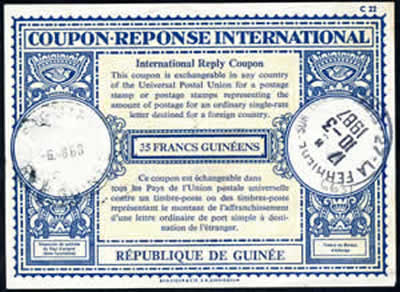 C 22
COUPON-REPONSE INTERNATIONAL
International Reply Coupon
This coupon is exchangeable in any country
of the Universal Postal Union for a postage
stamp or postage stamps representing the
amount of postage for an ordinary single-rate
letter destined for a foreign country.
35 FRANCS GUINÉENS
Ce coupon est échangeable dans
tous les Pays de l'Union postale universelle
contre un timbre-poste ou des timbres-poste
représentant le montant de l'affranchissement
d'une lettre ordinaire de port simple à desti-
nation de l'étranger.
17 H
10-3
1967
RÉPUBLIQUE DE GUINÉE